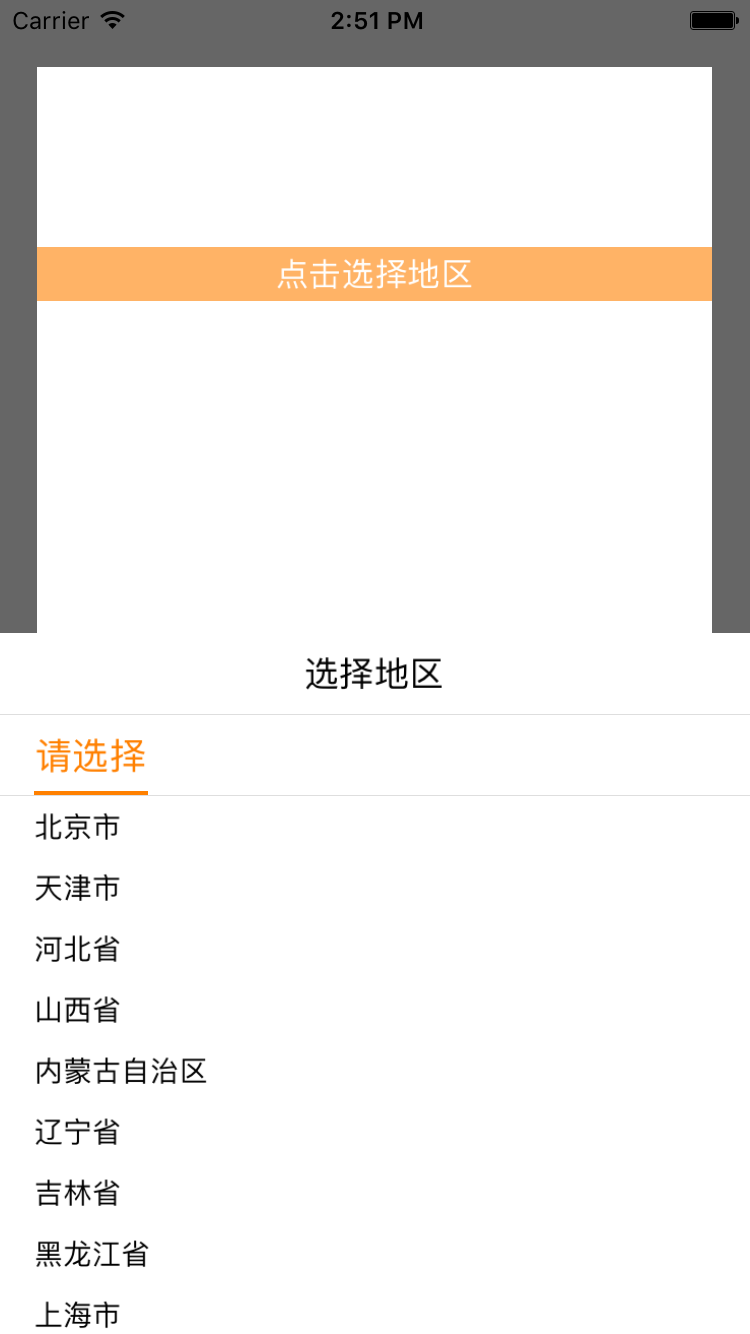 Carrier 2:51 PM
点击选择地区
选择地区
请选择
北京市
天津市
河北省
山西省
内蒙古自治区
辽宁省
吉林省
黑龙江省
上海市